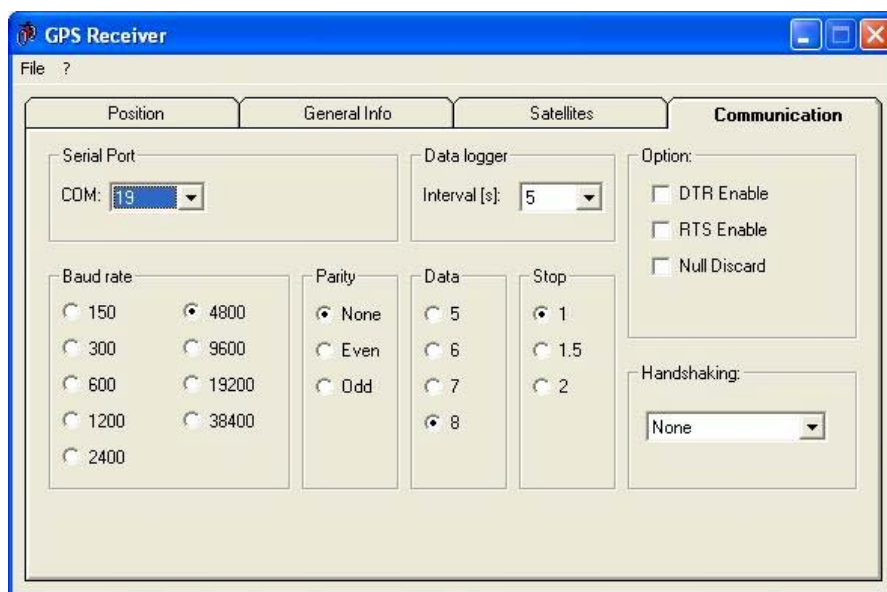 GPS Receiver
File ?
Position General Info Satellites Communication
Serial Port Data logger Option:
COM: 19 Interval [s]: 5 DTR Enable
RTS Enable
Null Discard
Baud rate Parity Data Stop
150 4800 None 5 1
300 9600 Even 6 1.5
600 19200 Odd 7 2
1200 38400 8
2400
Handshaking:
None